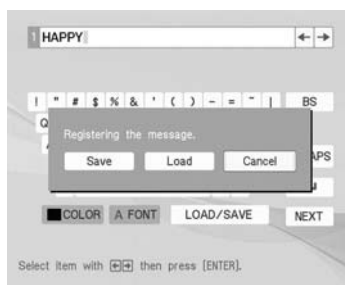 1 HAPPY ← →
! " # $ % & ' ( ) - = ~ | BS
Q
Registering the message.
Save Load Cancel
APS
COLOR A FONT LOAD/SAVE NEXT
Select item with ←→ then press [ENTER].